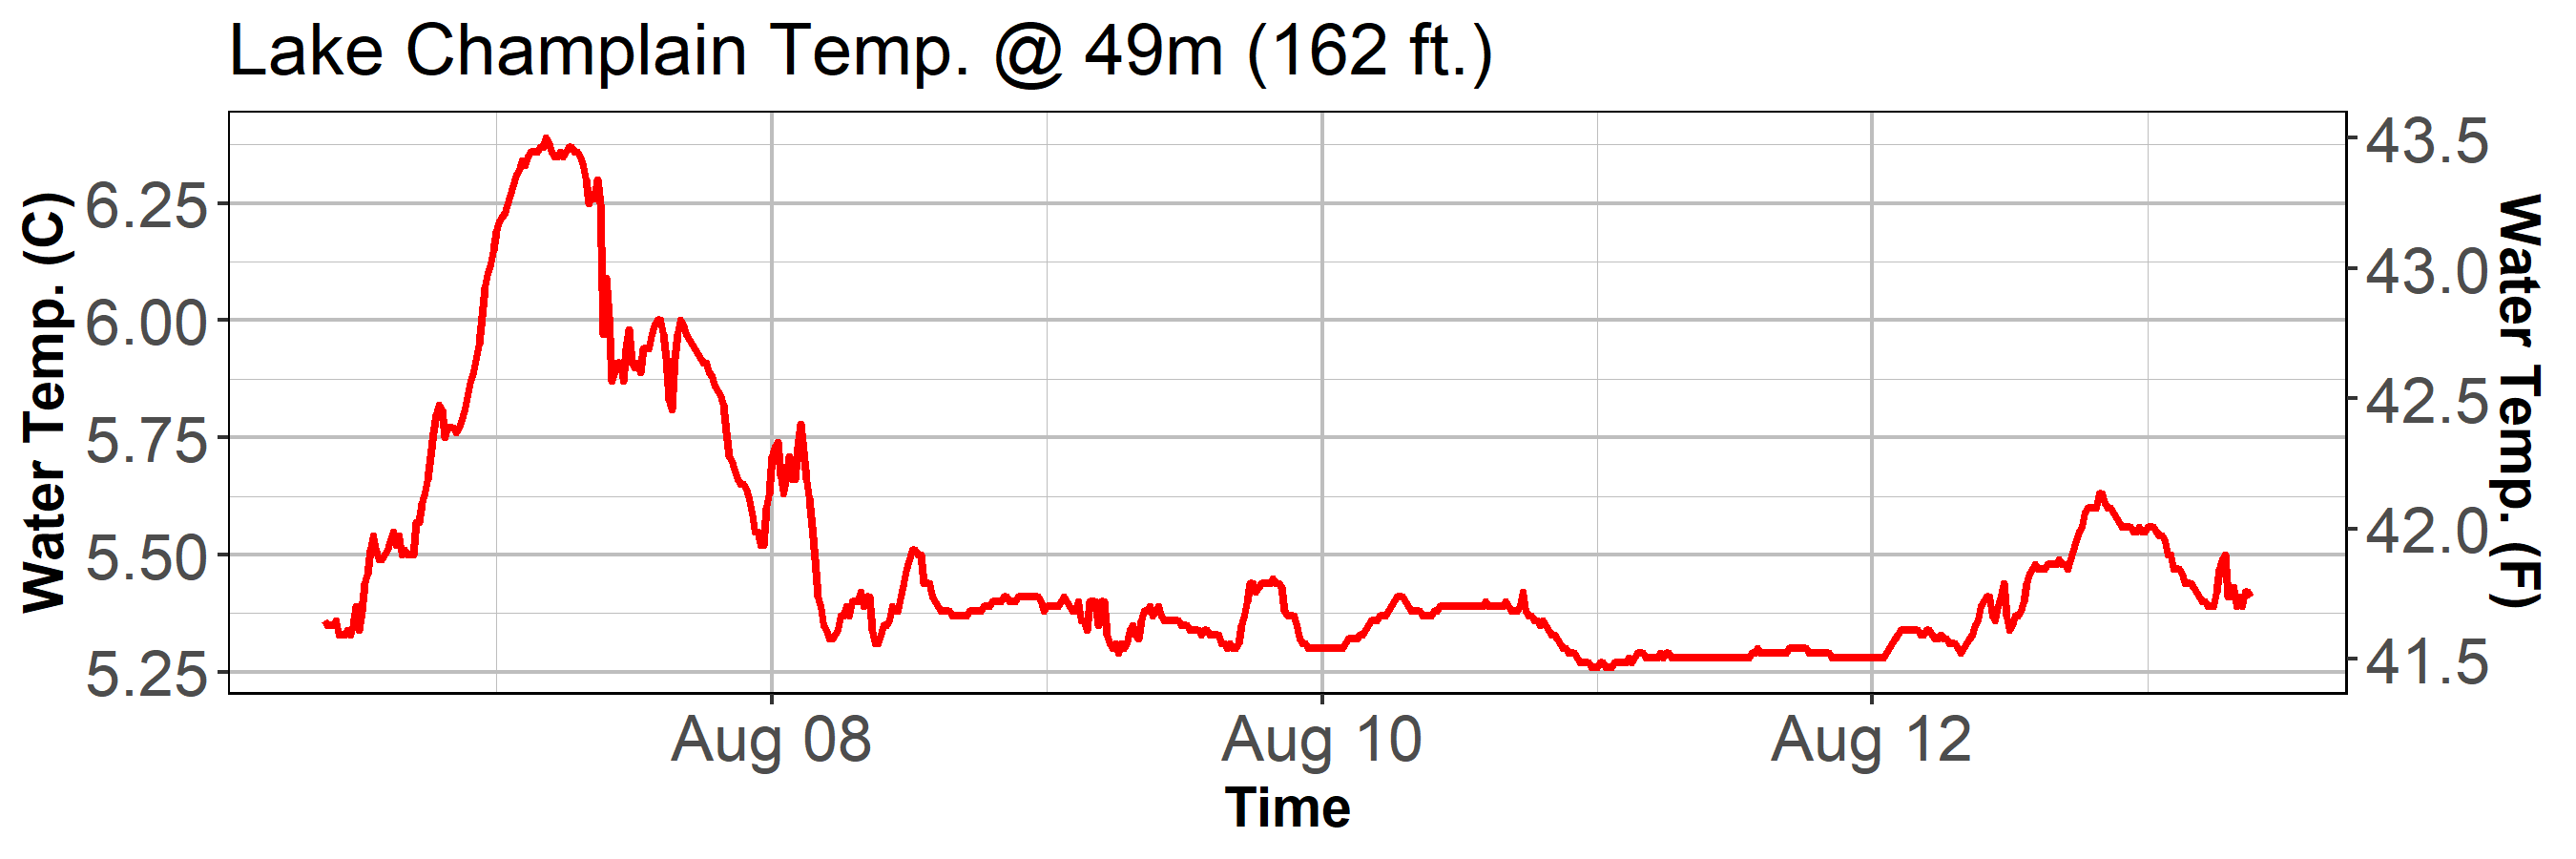 Lake Champlain Temp. @ 49m (162 ft.)
Water Temp. (C)
6.25
6.00
5.75
5.50
5.25
43.5
43.0
42.5
42.0
41.5
Water Temp. (F)
Aug 08
Aug 10
Aug 12
Time